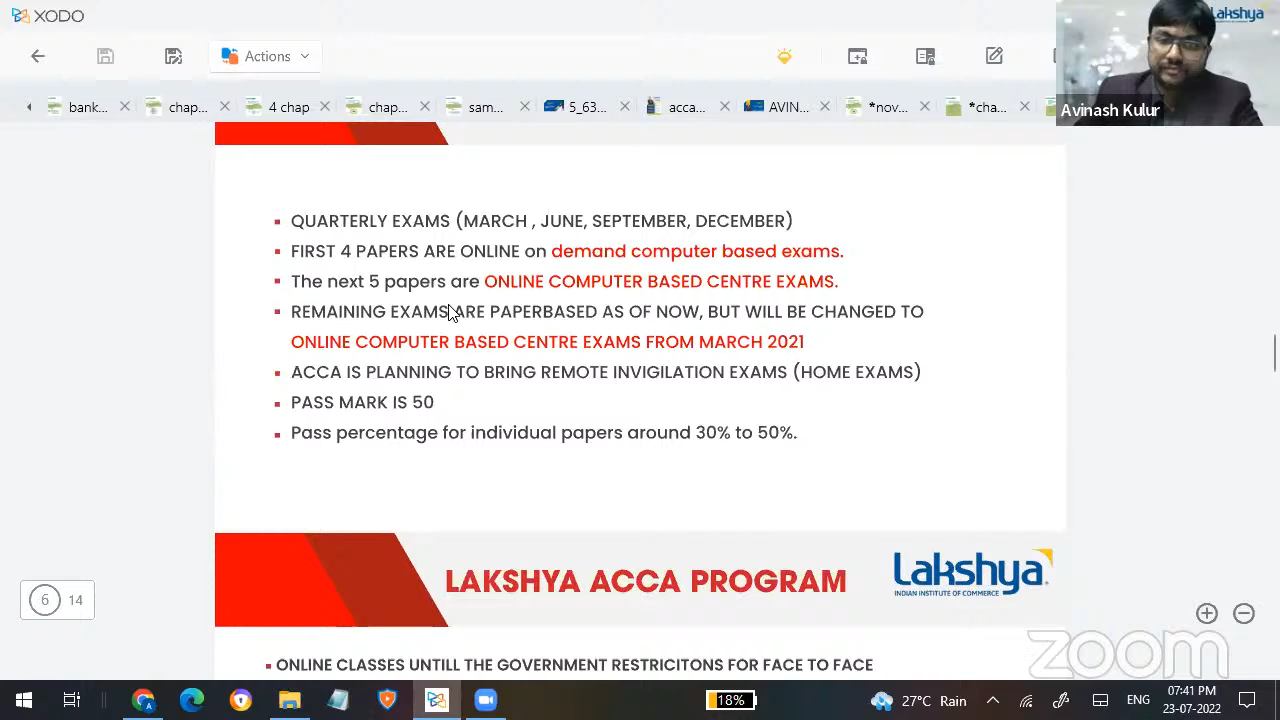 XODO
Lakshya
Actions
Avinash Kulur
bank...
chap...
4 chap
chap...
sam...
5_63...
acca...
AVIN...
*nov...
*cha...
QUARTERLY EXAMS (MARCH , JUNE, SEPTEMBER, DECEMBER)
FIRST 4 PAPERS ARE ONLINE on demand computer based exams.
The next 5 papers are ONLINE COMPUTER BASED CENTRE EXAMS.
REMAINING EXAMS ARE PAPERBASED AS OF NOW, BUT WILL BE CHANGED TO
ONLINE COMPUTER BASED CENTRE EXAMS FROM MARCH 2021
ACCA IS PLANNING TO BRING REMOTE INVIGILATION EXAMS (HOME EXAMS)
PASS MARK IS 50
Pass percentage for individual papers around 30% to 50%.
LAKSHYA ACCA PROGRAM
Lakshya
INDIAN INSTITUTE OF COMMERCE
6 14
ONLINE CLASSES UNTILL THE GOVERNMENT RESTRICITONS FOR FACE TO FACE
zoom
18%
27°C Rain
ENG
07:41 PM
23-07-2022